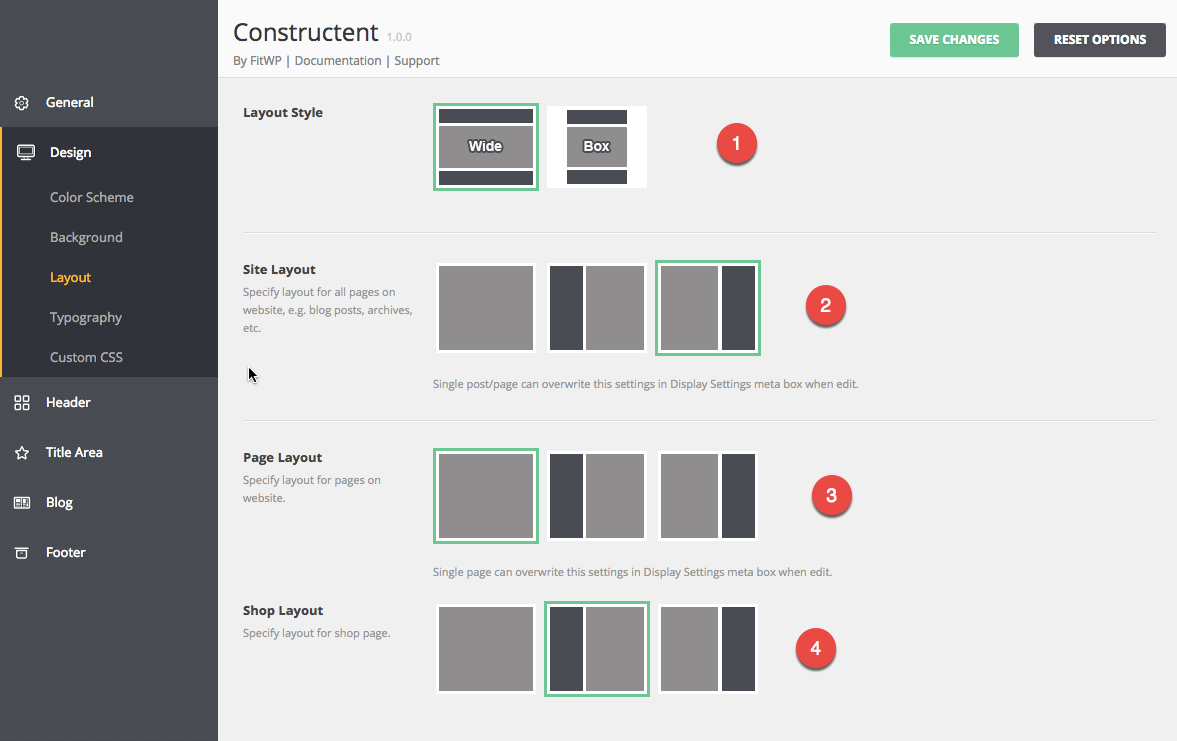 Constructent 1.0.0
By FitWP | Documentation | Support
SAVE CHANGES
RESET OPTIONS
General
Design
Color Scheme
Background
Layout
Typography
Custom CSS
Header
Title Area
Blog
Footer
Layout Style
Wide
Box
1
Site Layout
Specify layout for all pages on
website, e.g. blog posts, archives,
etc.
2
Single post/page can overwrite this settings in Display Settings meta box when edit.
Page Layout
Specify layout for pages on
website.
3
Single page can overwrite this settings in Display Settings meta box when edit.
Shop Layout
Specify layout for shop page.
4